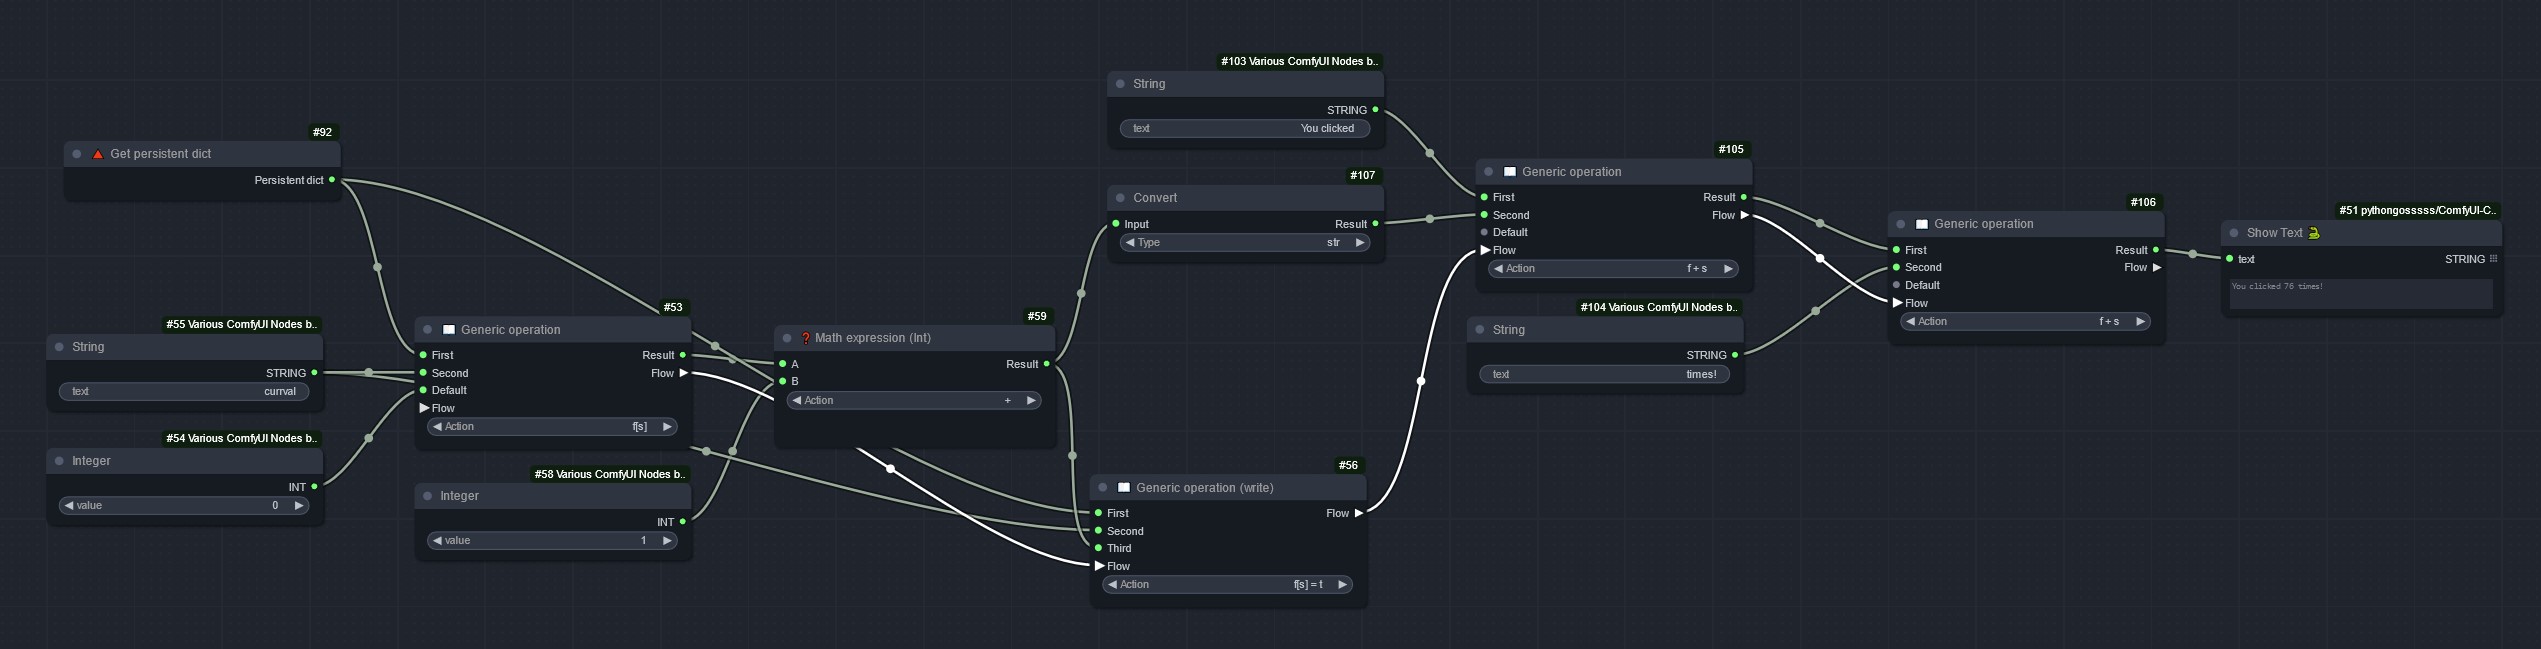 #92
Get persistent dict
Persistent dict
#55 Various ComfyUI Nodes b..
String
STRING
text currval
#54 Various ComfyUI Nodes b..
Integer
INT
value 0
#53
Generic operation
First Result
Second Flow
Default
Flow
Action f[s]
#58 Various ComfyUI Nodes b..
Integer
INT
value 1
#59
Math expression (Int)
A Result
B
Action +
#103 Various ComfyUI Nodes b..
String
STRING
text You clicked
#107
Convert
Input Result
Type str
#56
Generic operation (write)
First Flow
Second
Third
Flow
Action f[s] = t
#105
Generic operation
First Result
Second Flow
Default
Flow
Action f + s
#104 Various ComfyUI Nodes b..
String
STRING
text times!
#106
Generic operation
First Result
Second Flow
Default
Flow
Action f + s
#51 pythongosssss/ComfyUI-C..
Show Text
text STRING
You clicked 76 times!